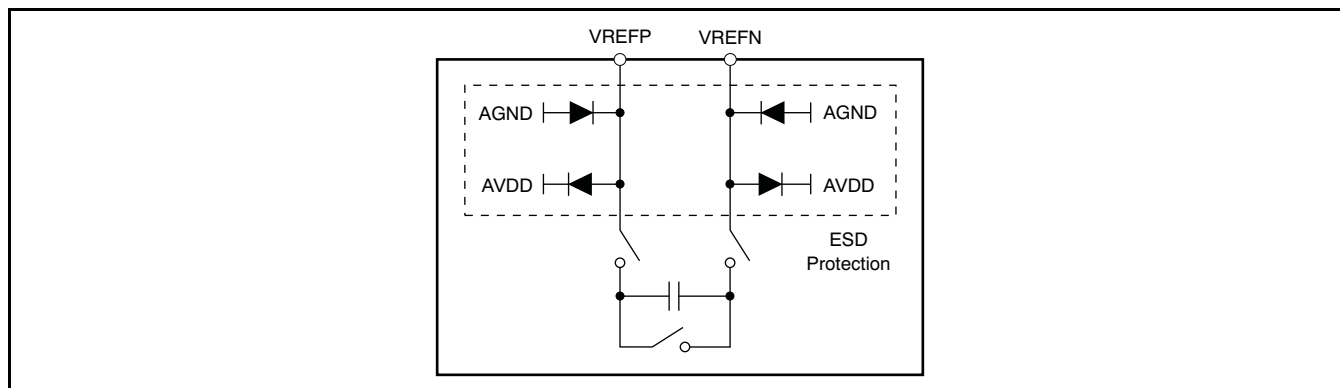 VREFP VREFN
AGND AGND
AVDD AVDD
ESD
Protection